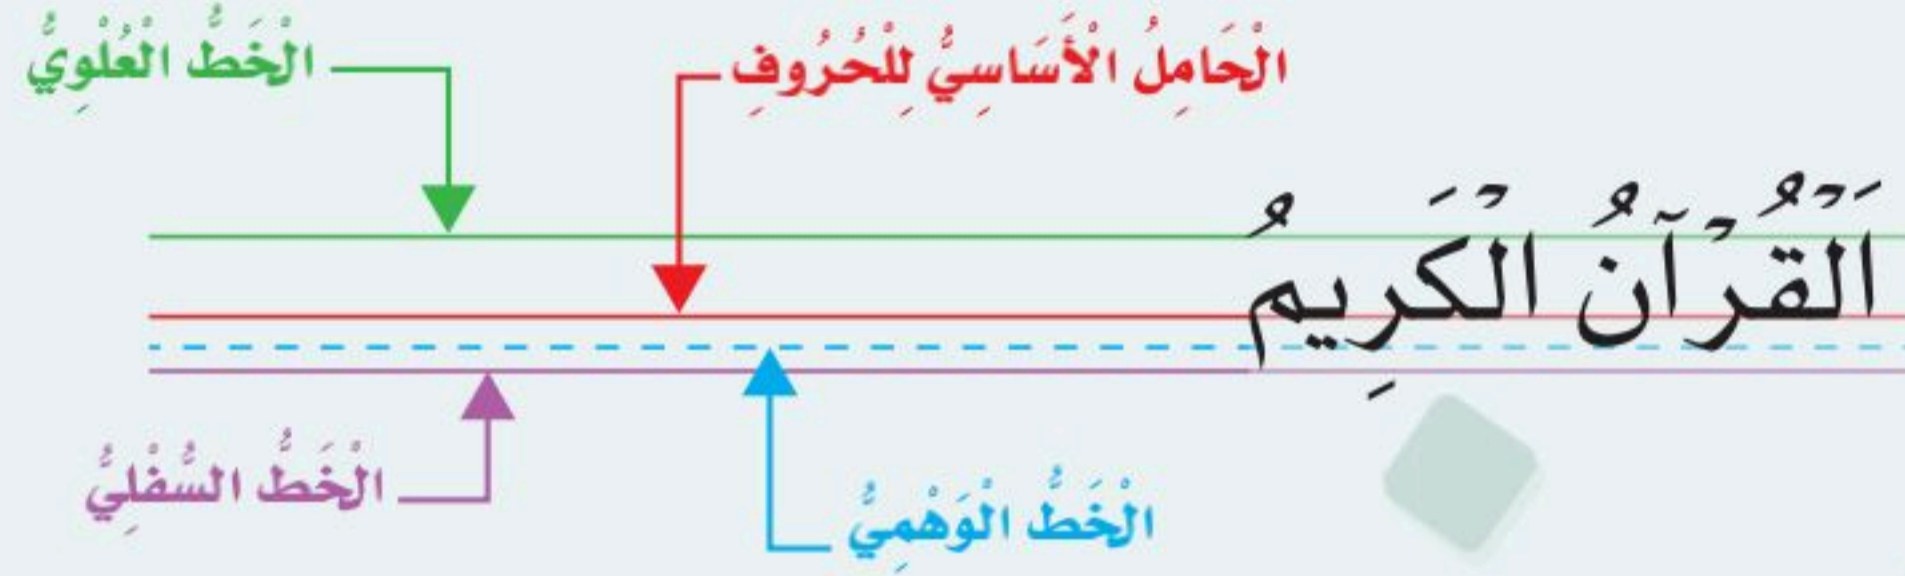 الْحَامِلُ الْأَسَاسِيُّ لِلْحُرُوفِ
الْخَطُّ الْعُلْوِيُّ
اَلْقُرْآنُ الْكَرِيمُ
الْخَطُّ الْوَهْمِيُّ
الْخَطُّ السُّفْلِيُّ